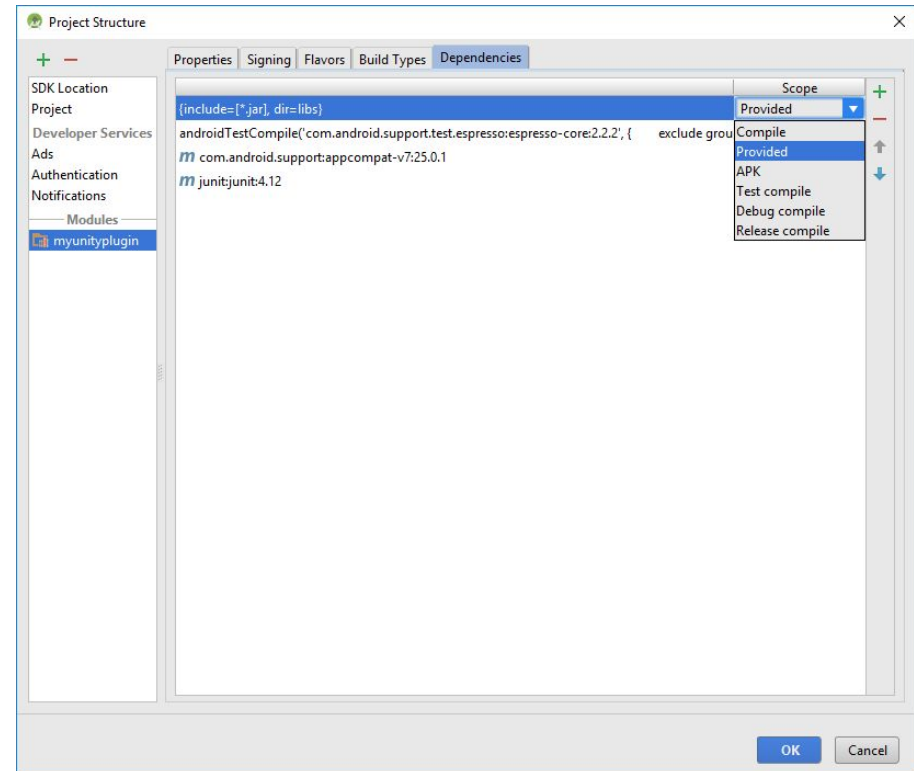 Project Structure
Properties Signing Flavors Build Types Dependencies
SDK Location
Project
Developer Services
Ads
Authentication
Notifications
Modules
myunityplugin
Scope
{include=[*.jar], dir=libs} Provided
androidTestCompile('com.android.support.test.espresso:espresso-core:2.2.2', { exclude grou
m com.android.support:appcompat-v7:25.0.1
m junit:junit:4.12
Compile
Provided
APK
Test compile
Debug compile
Release compile
OK Cancel